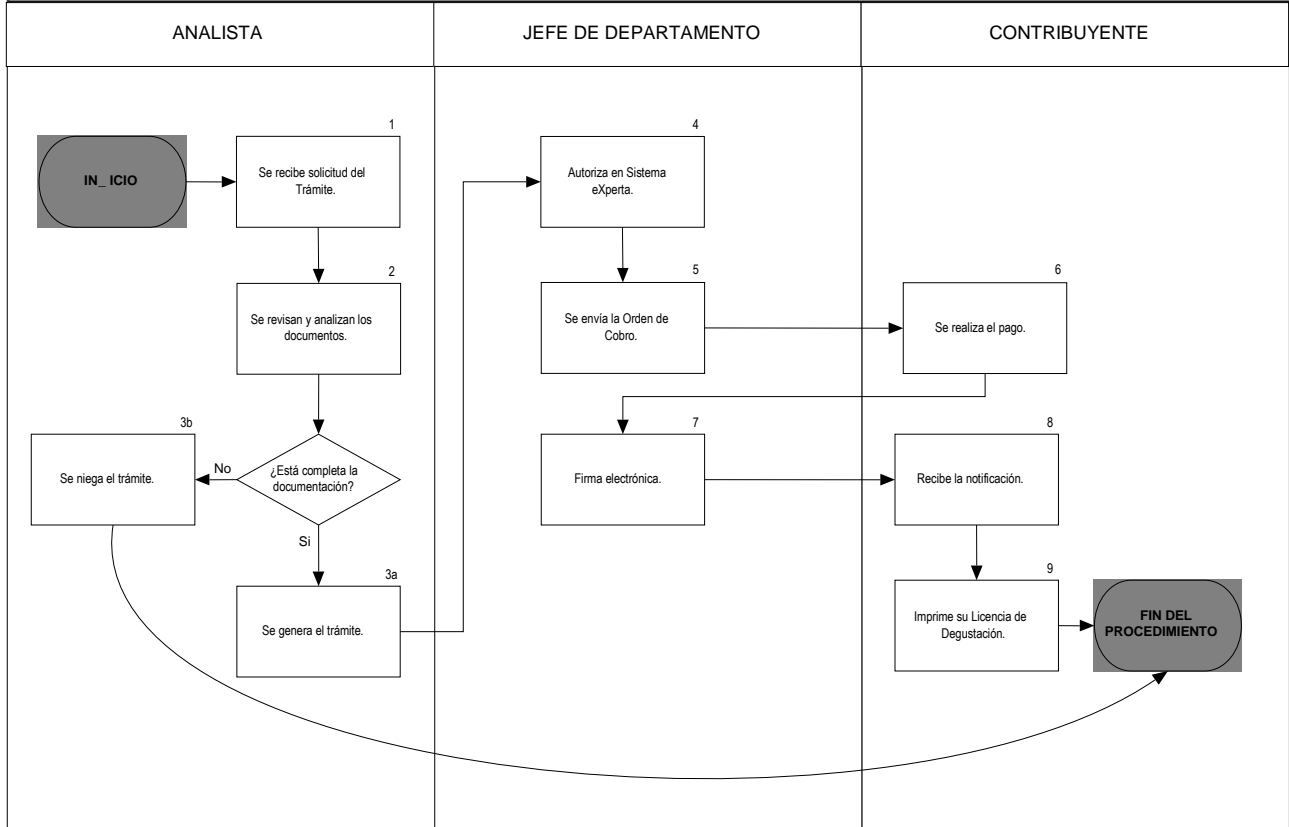 ANALISTA
JEFE DE DEPARTAMENTO
CONTRIBUYENTE
IN_ ICIO
1
Se recibe solicitud del
Trámite.
2
Se revisan y analizan los
documentos.
¿Está completa la
documentación?
No
3b
Se niega el trámite.
Si
3a
Se genera el trámite.
4
Autoriza en Sistema
eXperta.
5
Se envía la Orden de
Cobro.
6
Se realiza el pago.
7
Firma electrónica.
8
Recibe la notificación.
9
Imprime su Licencia de
Degustación.
FIN DEL
PROCEDIMIENTO